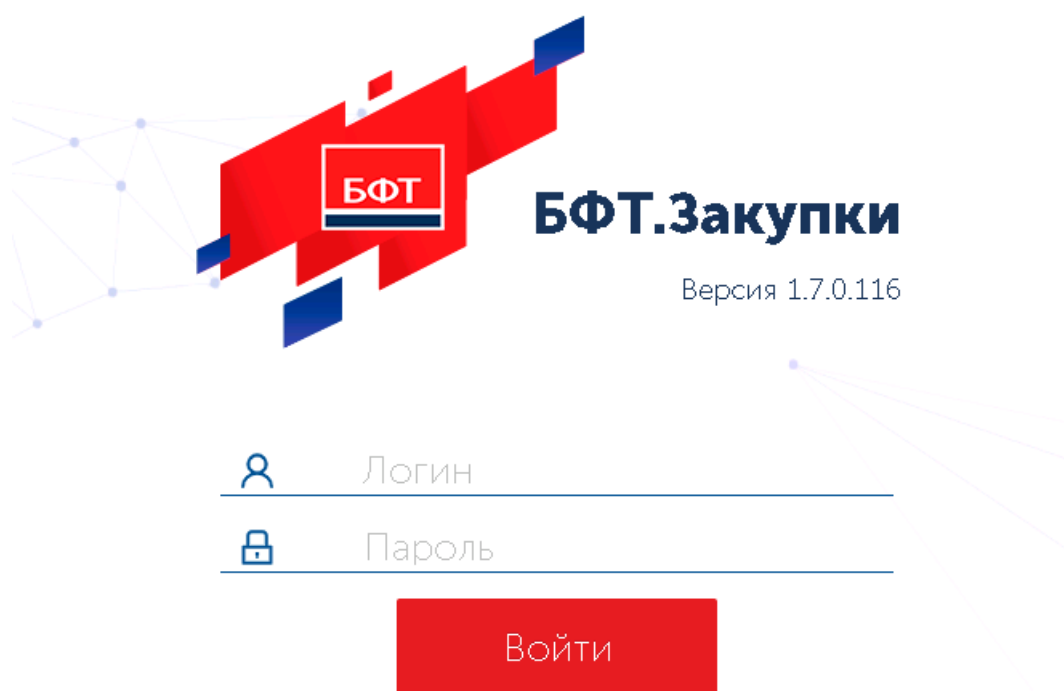 БФТ
БФТ.Закупки
Версия 1.7.0.116
Логин
Пароль
Войти